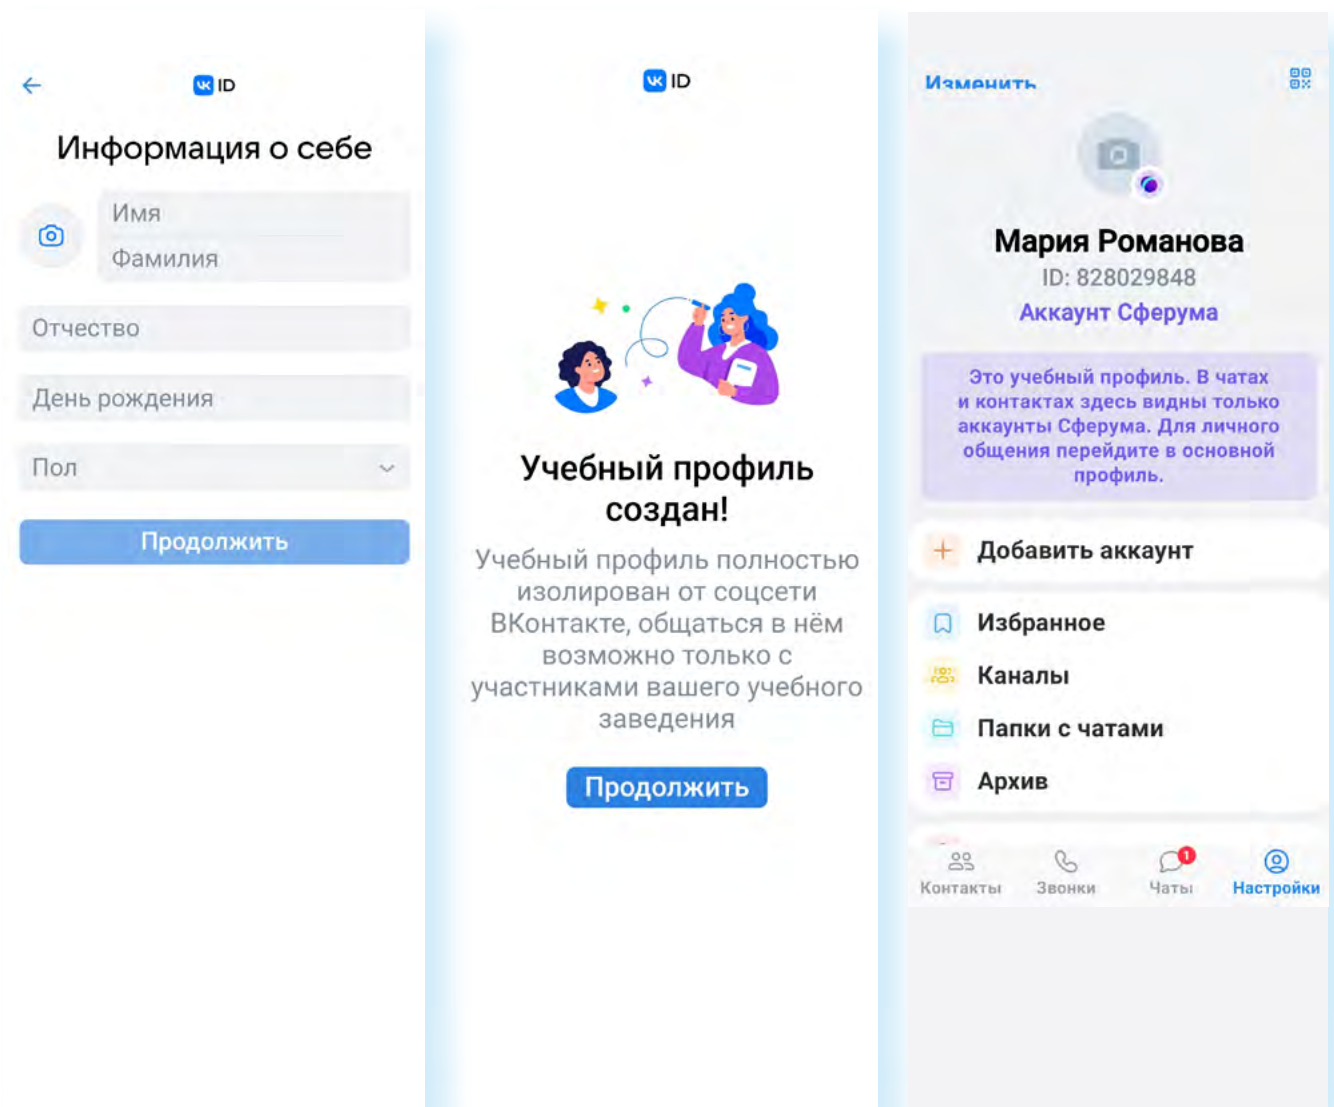 VK ID
Информация о себе
Имя
Фамилия
Отчество
День рождения
Пол
Продолжить
VK ID
Учебный профиль
создан!
Учебный профиль полностью
изолирован от соцсети
ВКонтакте, общаться в нём
возможно только с
участниками вашего учебного
заведения
Продолжить
Изменить
Мария Романова
ID: 828029848
Аккаунт Сферума
Это учебный профиль. В чатах
и контактах здесь видны только
аккаунты Сферума. Для личного
общения перейдите в основной
профиль.
Добавить аккаунт
Избранное
Каналы
Папки с чатами
Архив
1
Контакты Звонки Чаты Настройки